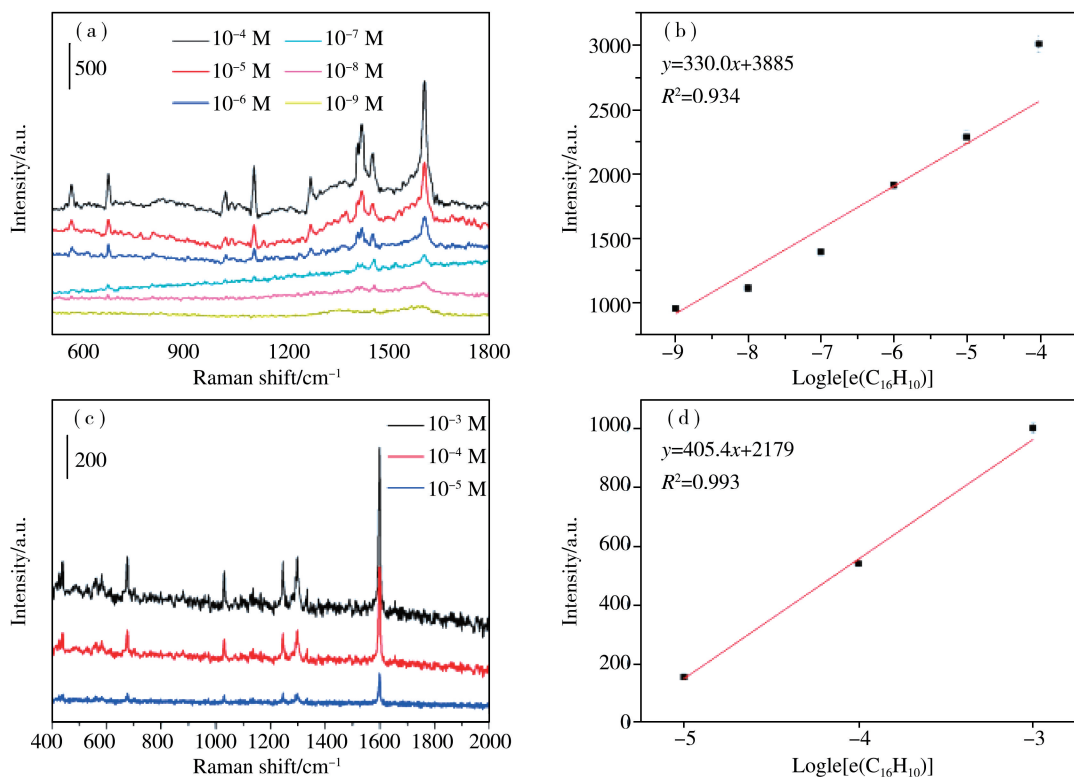 (a)
10⁻⁴ M
10⁻⁷ M
500
10⁻⁵ M
10⁻⁸ M
10⁻⁶ M
10⁻⁹ M
Intensity/a.u.
600
900
1200
1500
1800
Raman shift/cm⁻¹
(b)
y=330.0x+3885
R²=0.934
3000
2500
2000
1500
1000
Intensity/a.u.
−9
−8
−7
−6
−5
−4
Logle[e(C₁₆H₁₀)]
(c)
10⁻³ M
200
10⁻⁴ M
10⁻⁵ M
Intensity/a.u.
400
600
800
1000
1200
1400
1600
1800
2000
Raman shift/cm⁻¹
(d)
y=405.4x+2179
R²=0.993
1000
800
600
400
200
0
Intensity/a.u.
−5
−4
−3
Logle[e(C₁₆H₁₀)]